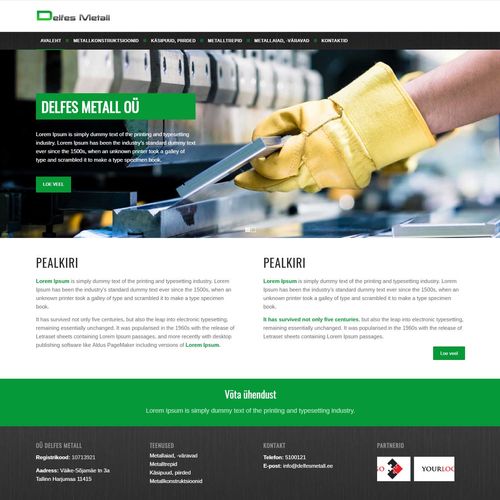 Delfes Metall
AVALEHT
METALLKONSTRUKTSIOONID
KÄSIPUUD, PIIRDED
METALLTREPID
METALLAIAD, -VÄRAVAD
KONTAKTID
DELFES METALL OÜ
Lorem Ipsum is simply dummy text of the printing and typesetting
industry. Lorem Ipsum has been the industry's standard dummy text ever
since the 1500s, when an unknown printer took a galley of
type and scrambled it to make a type specimen book.
LOE VEEL
PEALKIRI
Lorem Ipsum is simply dummy text of the printing and typesetting industry.
Lorem Ipsum has been the industry's standard dummy text ever since the 1500s, when an
unknown printer took a galley of type and scrambled it to make a type specimen
book.
It has survived not only five centuries, but also the leap into electronic typesetting,
remaining essentially unchanged. It was popularised in the 1960s with the release of
Letraset sheets containing Lorem Ipsum passages, and more recently with desktop
publishing software like Aldus PageMaker including versions of Lorem Ipsum.
PEALKIRI
Lorem Ipsum is simply dummy text of the printing and typesetting industry.
Lorem Ipsum has been the industry's standard dummy text ever since the 1500s, when an
unknown printer took a galley of type and scrambled it to make a type specimen book.
It has survived not only five centuries, but also the leap into electronic
typesetting, remaining essentially unchanged. It was popularised in the 1960s with
the release of Letraset sheets containing Lorem Ipsum passages.
Loe veel
Võta ühendust
Lorem Ipsum is simply dummy text of the printing and typesetting industry.
OÜ DELFES METALL
Registrikood: 10713921
Aadress: Väike-Sõjamäe tn 3a
Tallinn Harjumaa 11415
TEENUSED
Metallaiad, -väravad
Metalltrepid
Käsipuud, piirded
Metallkonstruktsioonid
KONTAKT
Telefon: 5100121
E-post: info@delfesmetall.ee
PARTNERID
GO
YOURLOG